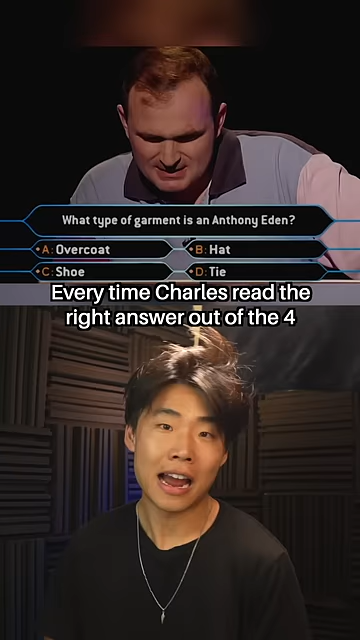 What type of garment is an Anthony Eden?
A: Overcoat
B: Hat
C: Shoe
D: Tie
Every time Charles read the
right answer out of the 4